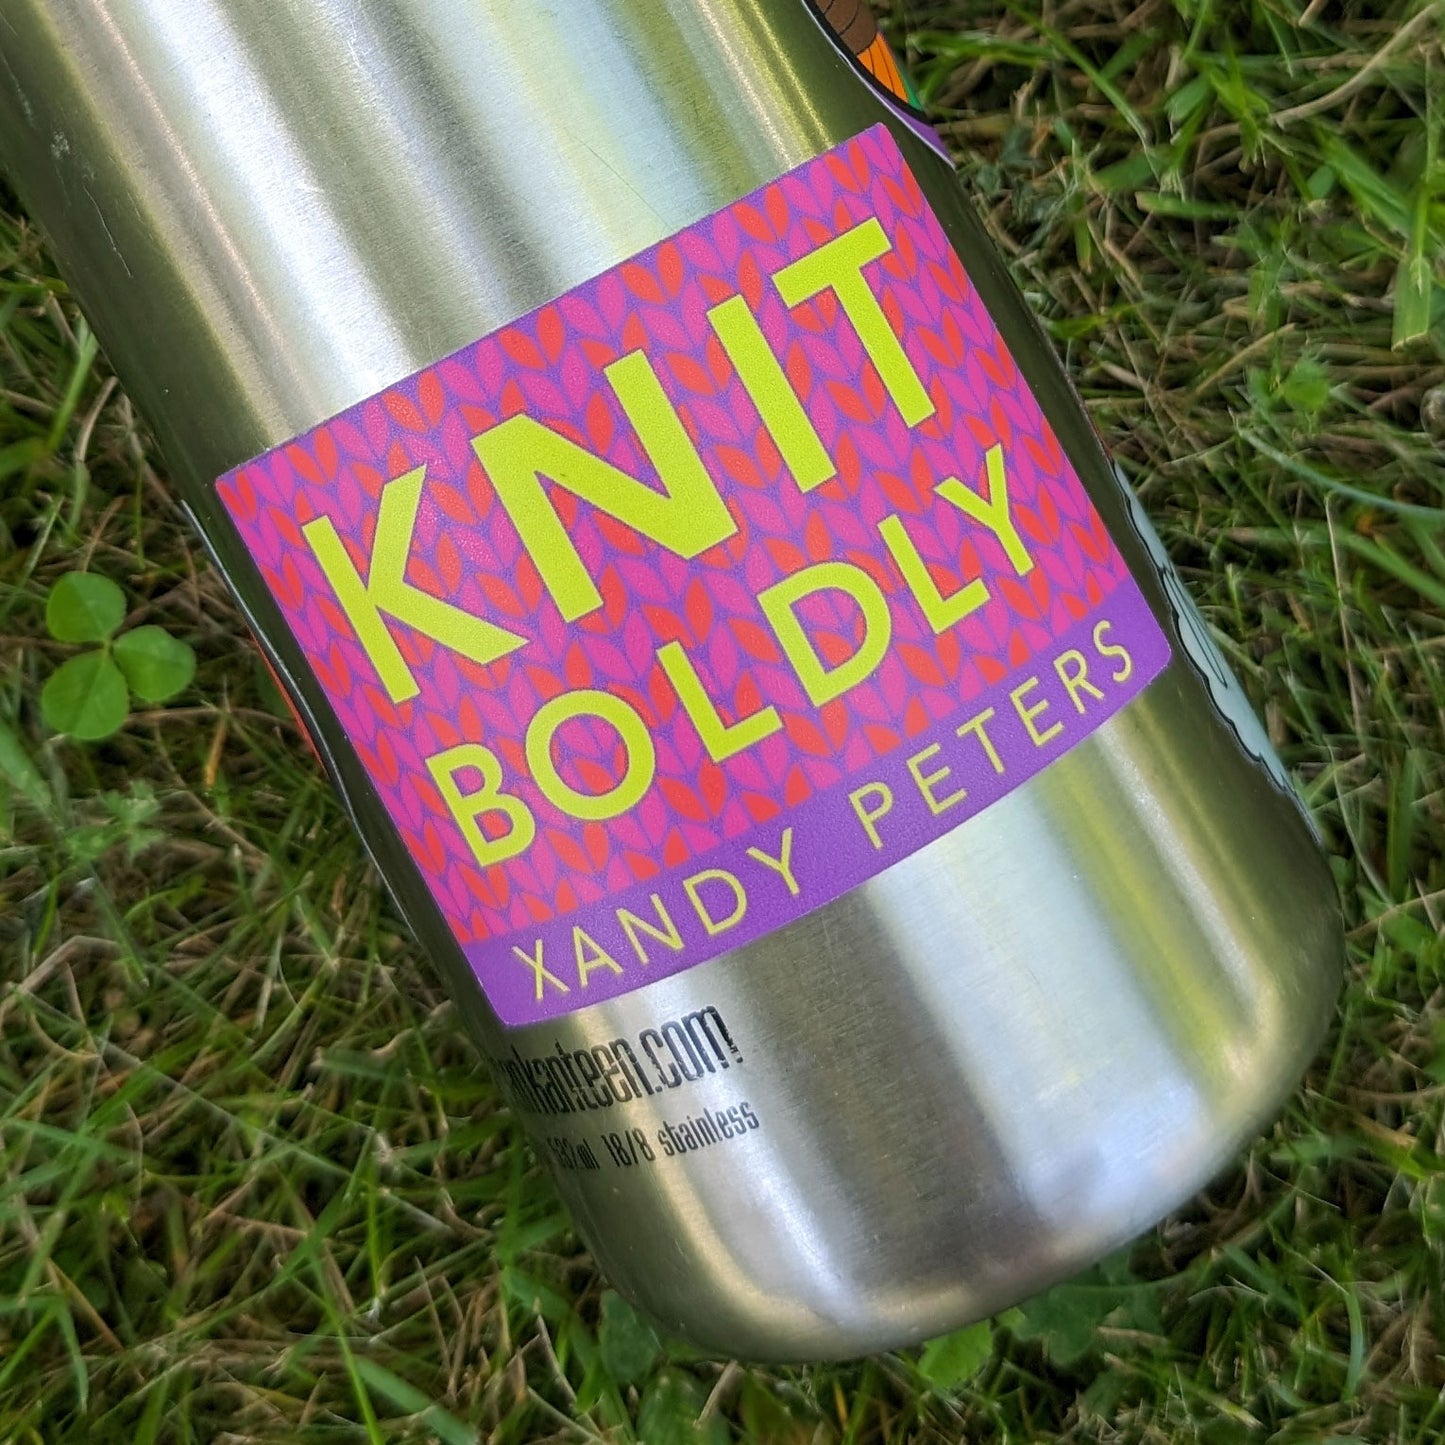 KNIT
BOLDLY
XANDY PETERS
18/8 stainless